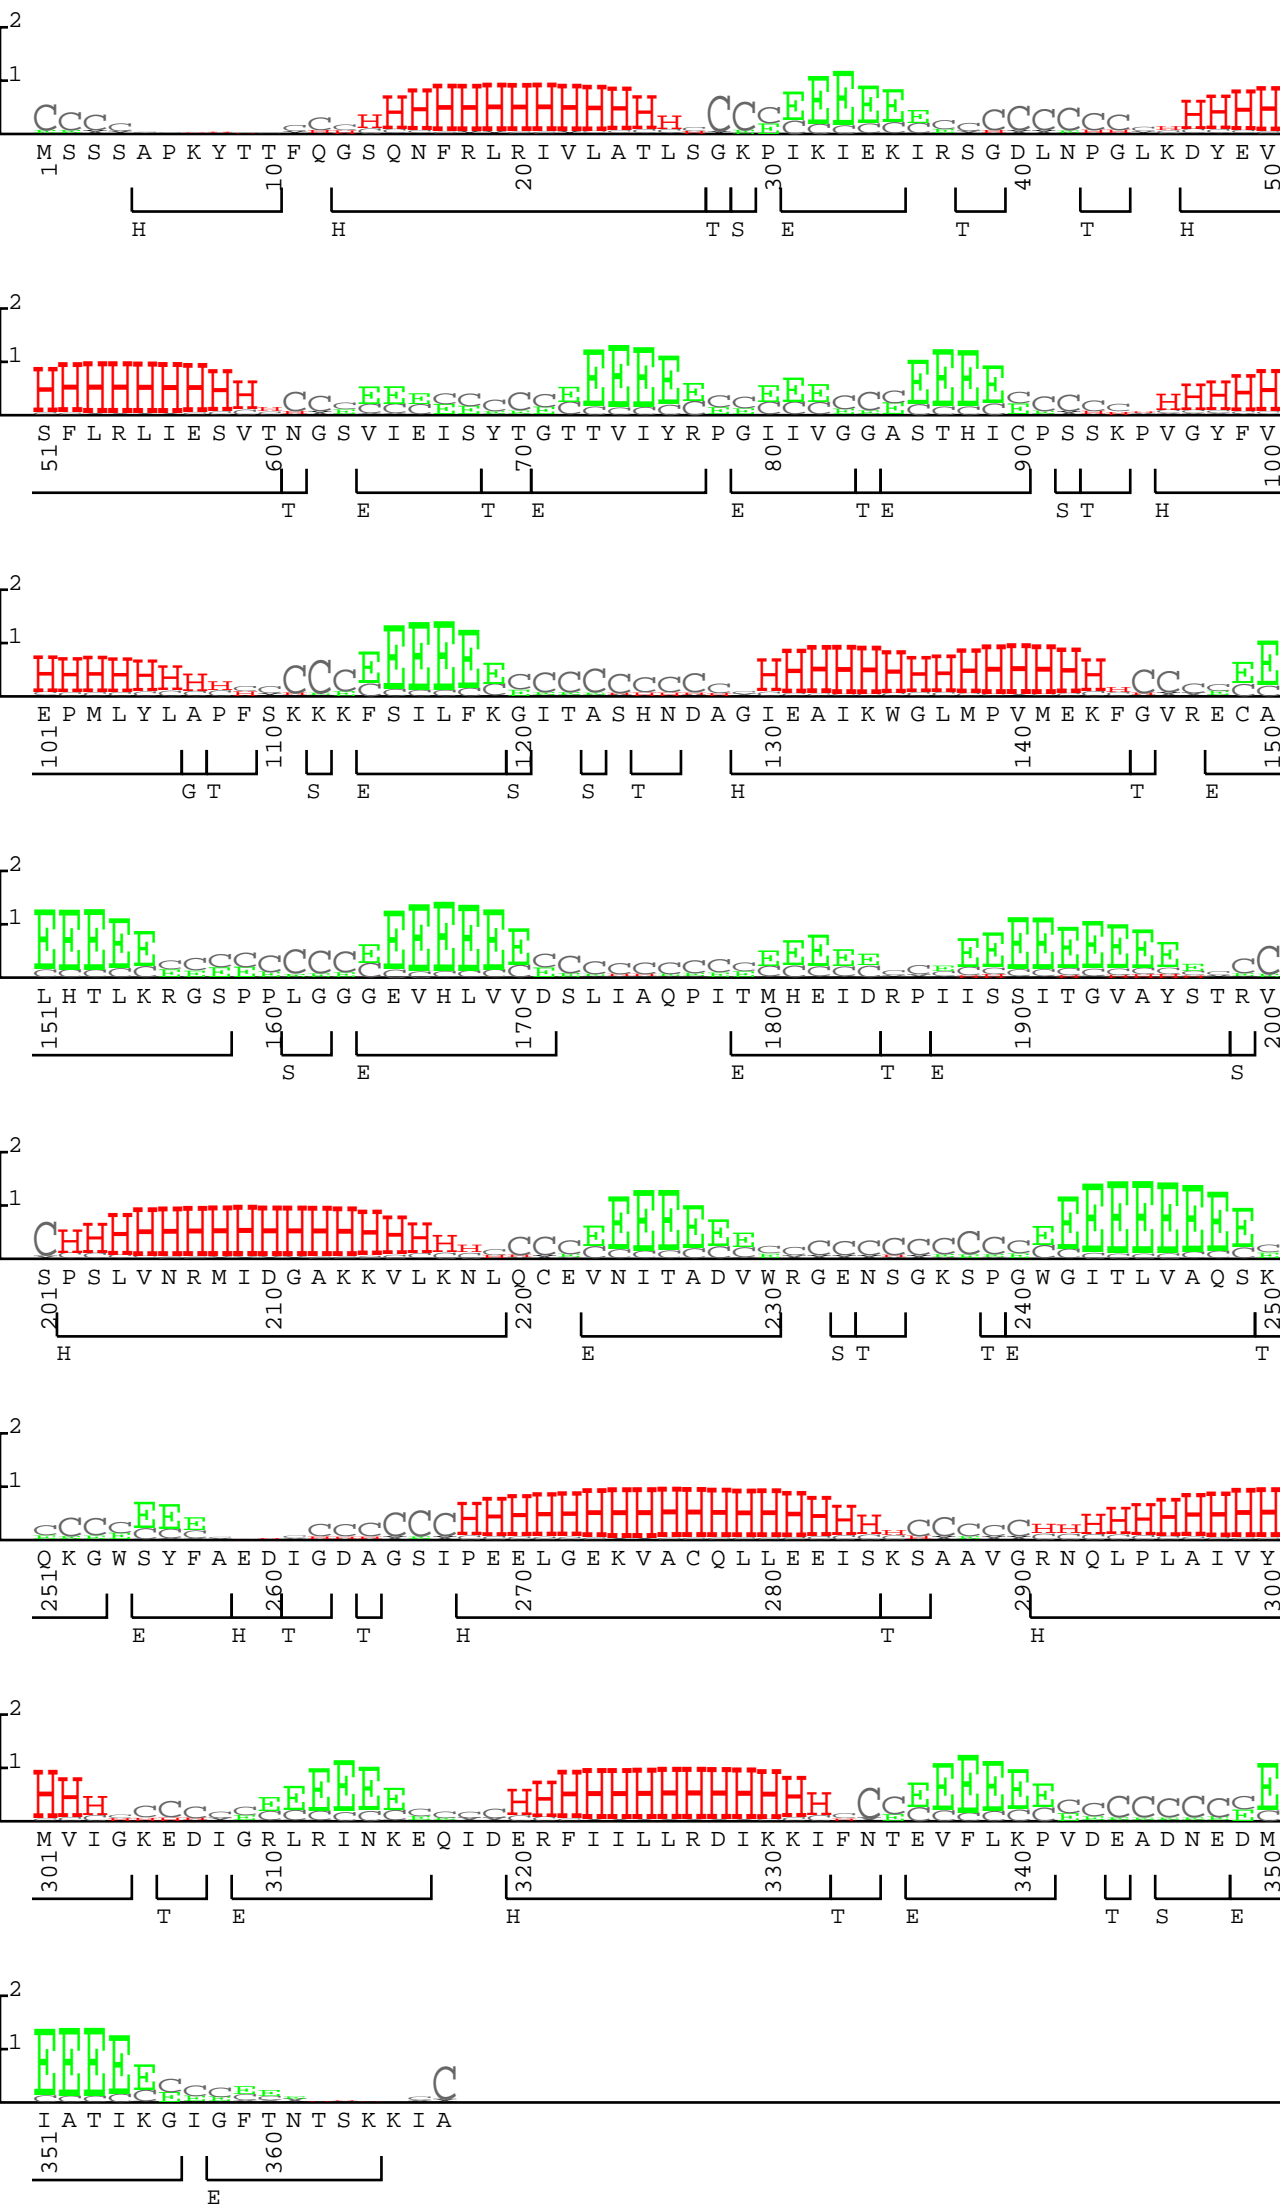 2
1
M S S S A P K Y T T F Q G S Q N F R L R I V L A T L S G K P I K I E K I R S G D L N P G L K D Y E V
1 10 20 30 40 50
H H T S E T T H
2
1
S F L R L I E S V T N G S V I E I S Y T G T T V I Y R P G I I V G G A S T H I C P S S K P V G Y F V
51 60 70 80 90 100
T E T E E T E S T H
2
1
E P M L Y L A P F S K K K F S I L F K G I T A S H N D A G I E A I K W G L M P V M E K F G V R E C A
101 110 120 130 140 150
G T S E S S T H T E
2
1
L H T L K R G S P P L G G G E V H L V V D S L I A Q P I T M H E I D R P I I S S I T G V A Y S T R V
151 160 170 180 190 200
S E E T E S
2
1
S P S L V N R M I D G A K K V L K N L Q C E V N I T A D V W R G E N S G K S P G W G I T L V A Q S K
201 210 220 230 240 250
H E S T T E T
2
1
Q K G W S Y F A E D I G D A G S I P E E L G E K V A C Q L L E E I S K S A A V G R N Q L P L A I V Y
251 260 270 280 290 300
E H T T H T H
2
1
M V I G K E D I G R L R I N K E Q I D E R F I I L L R D I K K I F N T E V F L K P V D E A D N E D M
301 310 320 330 340 350
T E H T E T S E
2
1
I A T I K G I G F T N T S K K I A
351 360
E